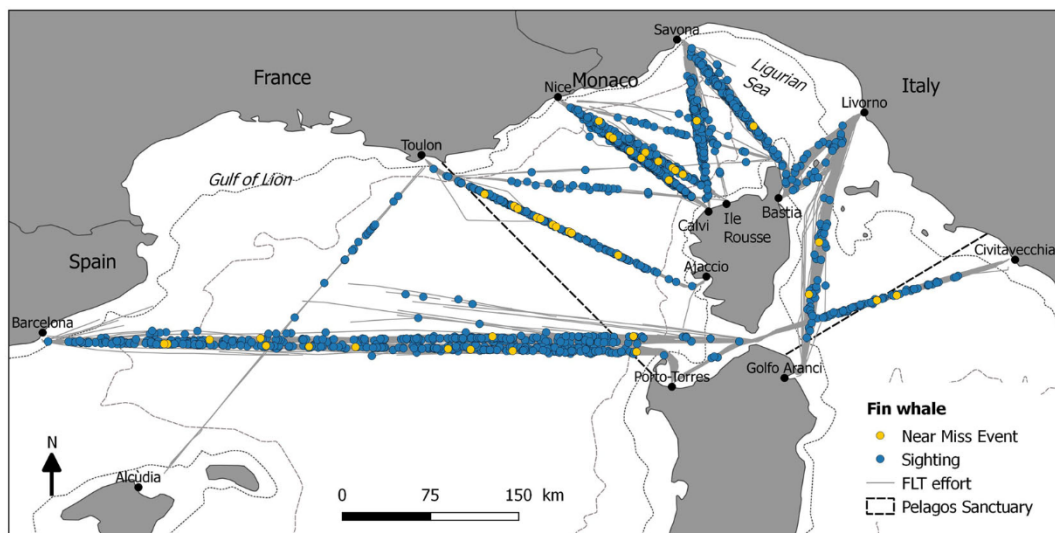 Savona
France
Monaco
Ligurian
Sea
Italy
Nice
Livorno
Toulon
Gulf of Lion
Calvi
Ile
Rousse
Bastia
Spain
Ajaccio
Civitavecchia
Barcelona
Porto-Torres
Golfo Aranci
Fin whale
N
Near Miss Event
Sighting
Alcùdia
FLT effort
0 75 150 km
Pelagos Sanctuary